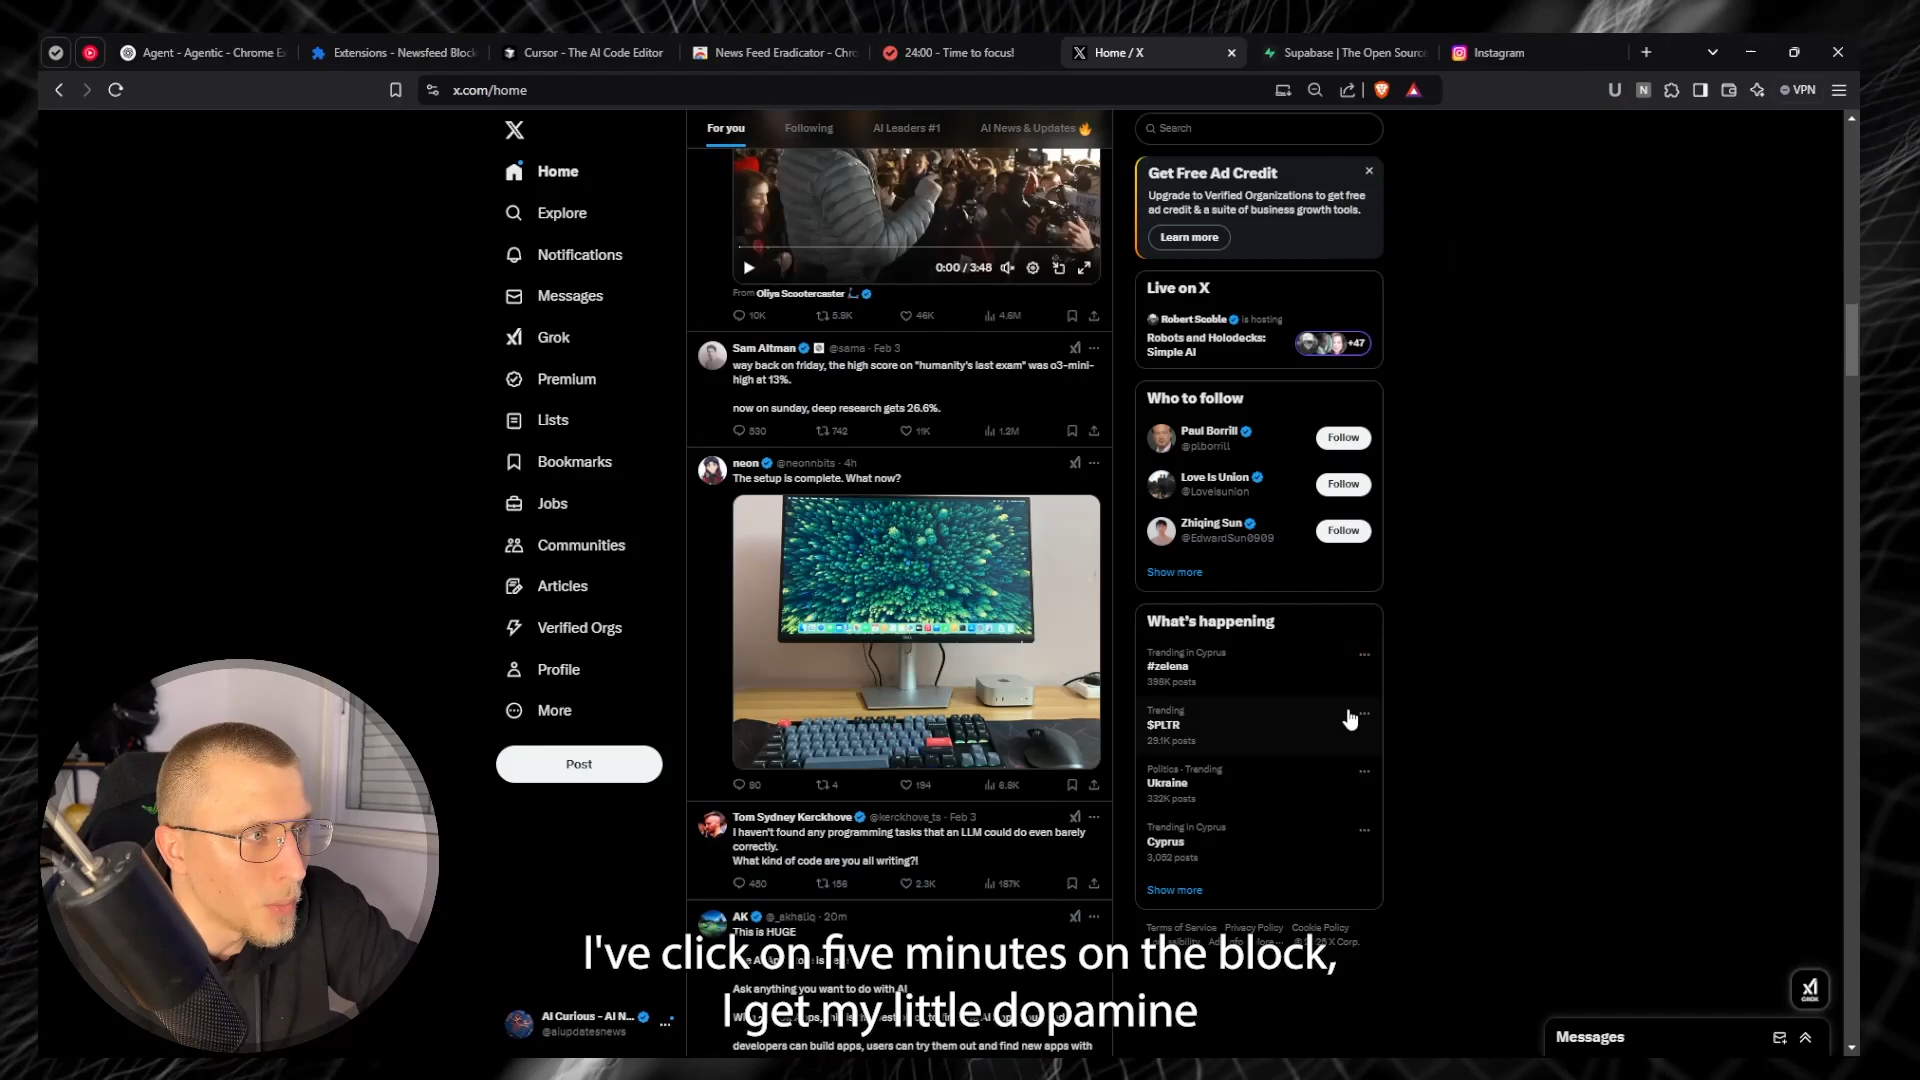 Agent - Agentic - Chrome E
Extensions - Newsfeed Block
Cursor - The AI Code Editor
News Feed Eradicator - Chro
24:00 - Time to focus!
Home / X
Supabase | The Open Sourc
Instagram
x.com/home
VPN
Home
Explore
Notifications
Messages
Grok
Premium
Lists
Bookmarks
Jobs
Communities
Articles
Verified Orgs
Profile
More
Post
AI Curious - AI N...
@aiupdatesnews
For you
Following
AI Leaders #1
AI News & Updates
0:00 / 3:48
From Oliya Scootercaster
10K
5.9K
46K
4.6M
Sam Altman @sama · Feb 3
way back on friday, the high score on "humanity's last exam" was o3-mini-
high at 13%.
now on sunday, deep research gets 26.6%.
530
742
11K
1.2M
neon @neonnbits · 4h
The setup is complete. What now?
80
4
194
6.8K
Tom Sydney Kerckhove @kerckhove_ts · Feb 3
I haven't found any programming tasks that an LLM could do even barely
correctly.
What kind of code are you all writing?!
480
156
2.3K
187K
AK @_akhaliq · 20m
This is HUGE
Ask anything you want to do with AI
developers can build apps, users can try them out and find new apps with
Search
Get Free Ad Credit
Upgrade to Verified Organizations to get free
ad credit & a suite of business growth tools.
Learn more
Live on X
Robert Scoble is hosting
Robots and Holodecks:
Simple AI
+47
Who to follow
Paul Borrill
@plborrill
Follow
Love Is Union
@LoveIsunion
Follow
Zhiqing Sun
@EdwardSun0909
Follow
Show more
What's happening
Trending in Cyprus
#zelena
398K posts
Trending
$PLTR
29.1K posts
Politics · Trending
Ukraine
332K posts
Trending in Cyprus
Cyprus
3,052 posts
Show more
Terms of Service
Privacy Policy
Cookie Policy
I've click on five minutes on the block,
I get my little dopamine
GROK
Messages